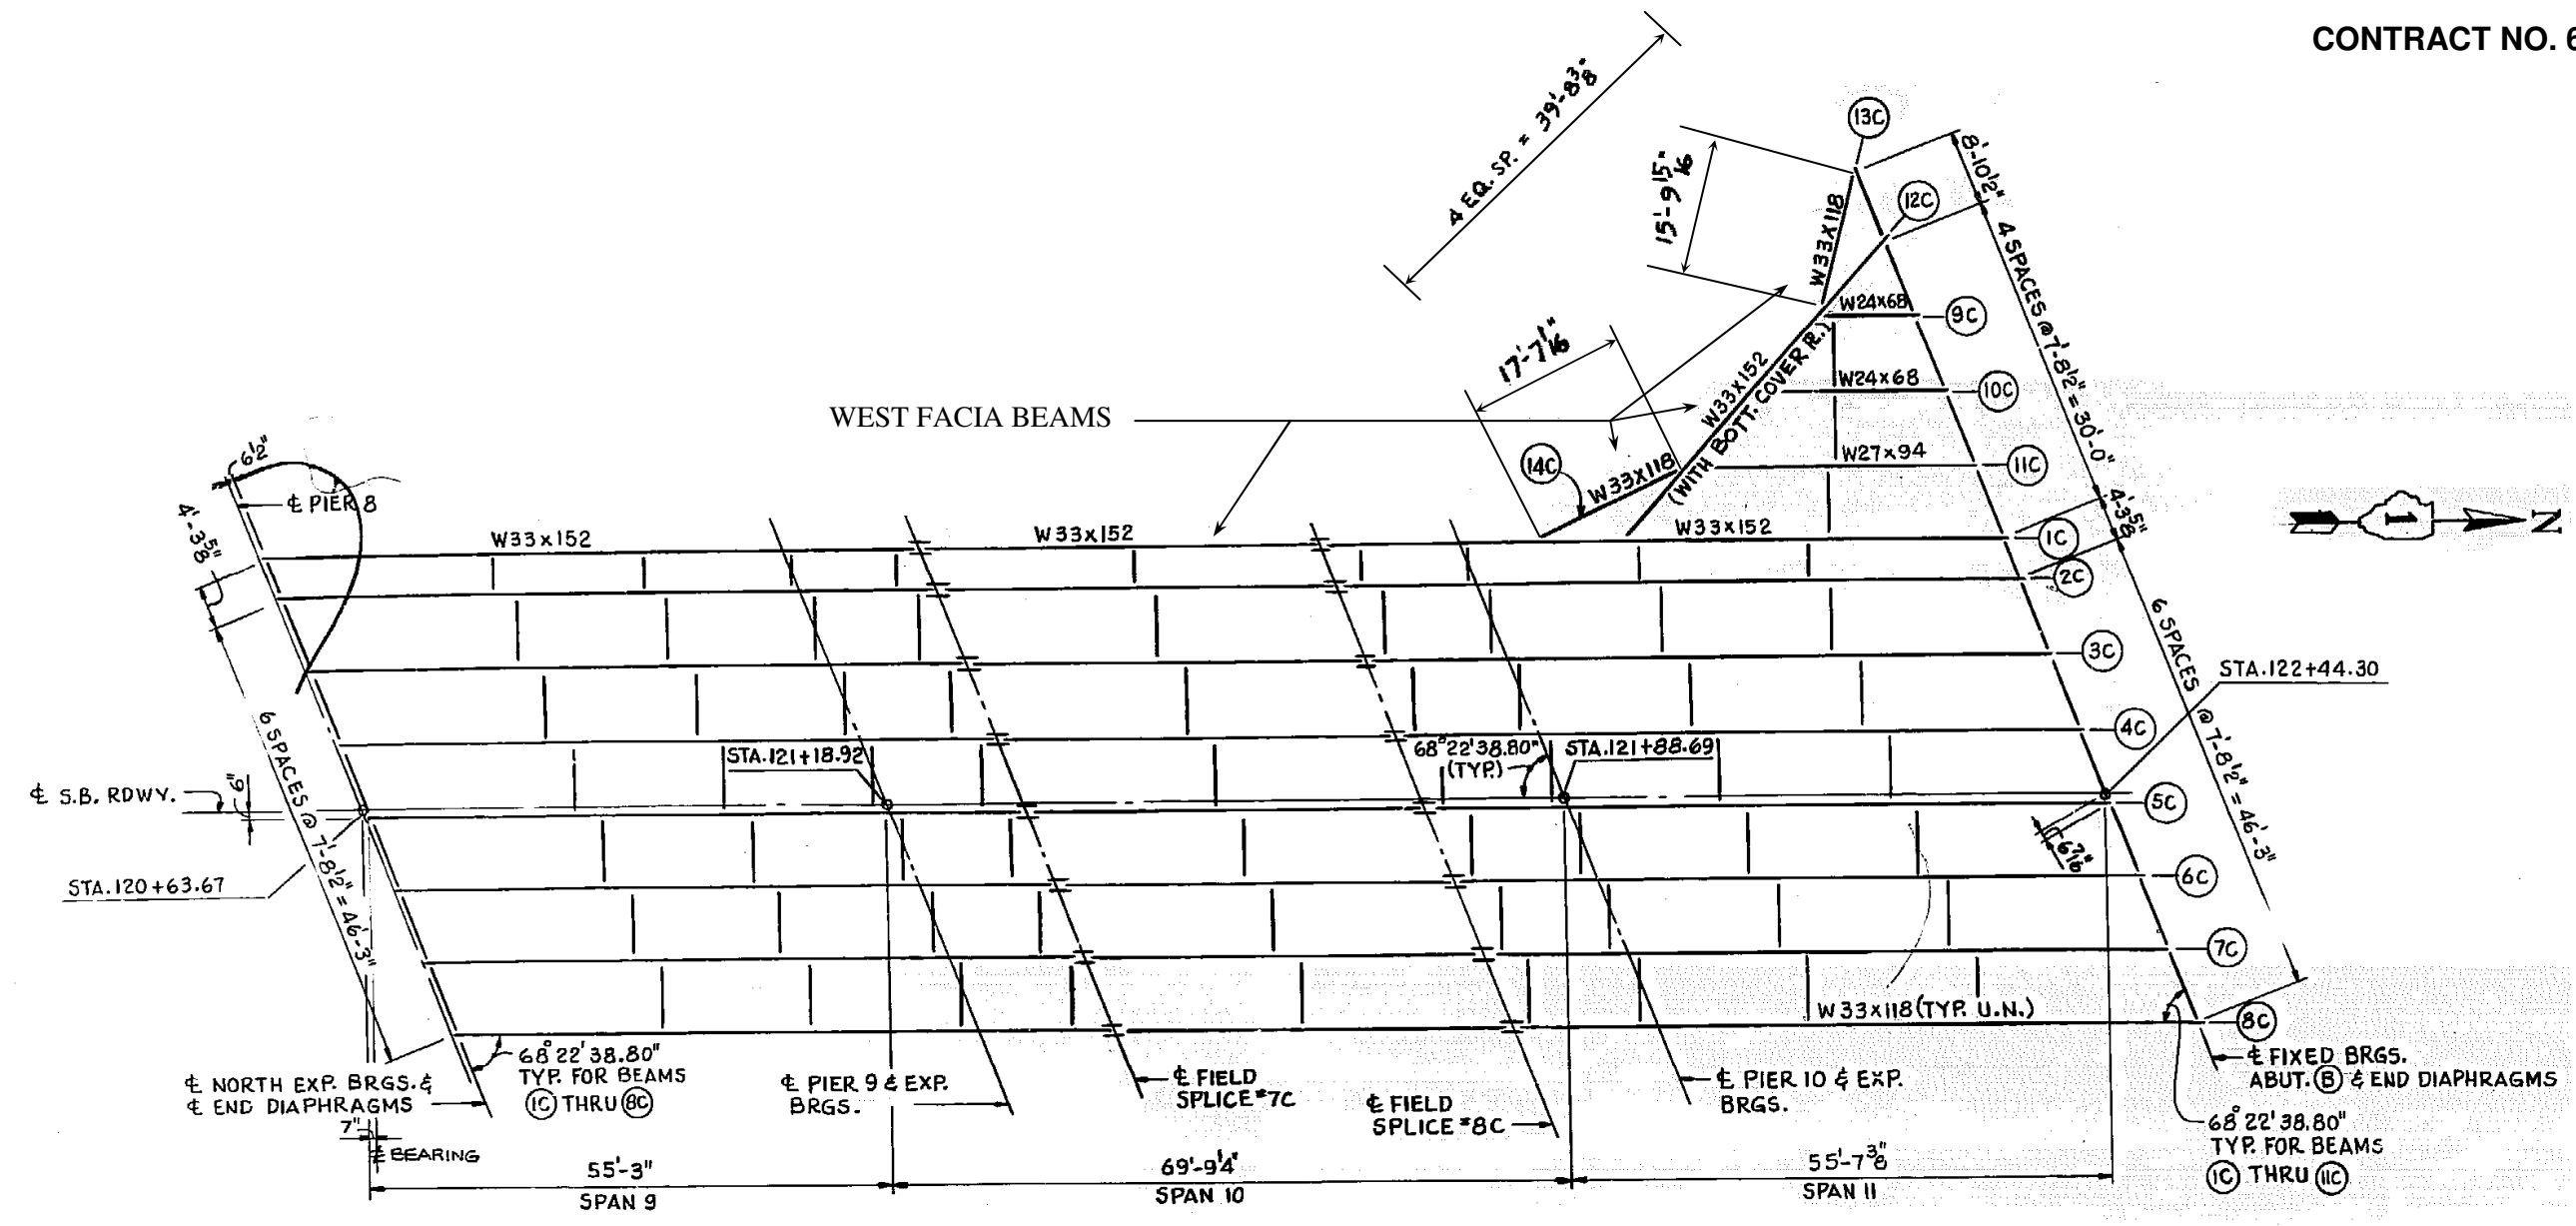 CONTRACT NO. 6
4 EQ. SP. = 39'-8 3/8"
13C
8'-10 1/2"
15'-9 15/16"
W33X118
12C
4 SPACES @ 7'-8 1/2" = 30'-0"
W24x68
9C
17'-7 1/16"
W33X152
(WITH BOTT. COVER PL.)
W24x68
10C
WEST FACIA BEAMS
W27x94
11C
14C
W33X118
6 1/2"
℄ PIER 8
4'-3 5/8"
W33x152
W33x152
W33x152
1C
4'-3 5/8"
1
N
2C
6 SPACES @ 7'-8 1/2" = 46'-3"
3C
STA.122+44.30
4C
STA.121+18.92
68°22'38.80"
(TYP.)
STA.121+88.69
℄ S.B. RDWY.
9"
5C
6 SPACES @ 7'-8 1/2" = 46'-3"
6 7/16"
STA.120+63.67
6C
7C
W33x118 (TYP. U.N.)
8C
68°22'38.80"
TYP. FOR BEAMS
1C THRU 8C
℄ NORTH EXP. BRGS. &
℄ END DIAPHRAGMS
℄ PIER 9 & EXP.
BRGS.
℄ FIELD
SPLICE #7C
℄ FIELD
SPLICE #8C
℄ PIER 10 & EXP.
BRGS.
℄ FIXED BRGS.
ABUT. B & END DIAPHRAGMS
68°22'38.80"
TYP. FOR BEAMS
1C THRU 11C
7"
℄ BEARING
55'-3"
SPAN 9
69'-9 1/4"
SPAN 10
55'-7 3/8"
SPAN 11